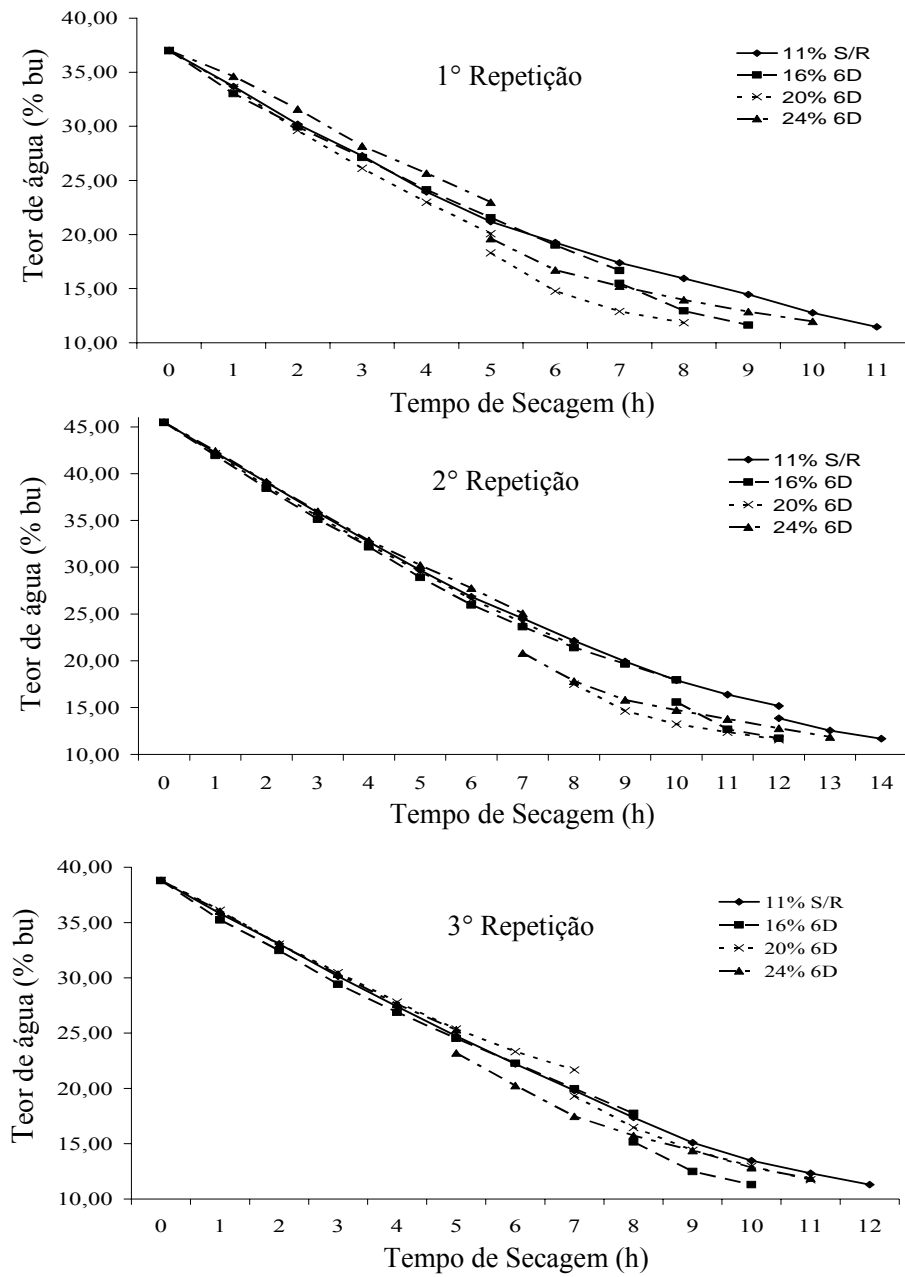 40,00
35,00
30,00
25,00
20,00
15,00
10,00
Teor de água (% bu)
1° Repetição
11% S/R
16% 6D
20% 6D
24% 6D
0 1 2 3 4 5 6 7 8 9 10 11
Tempo de Secagem (h)
45,00
40,00
35,00
30,00
25,00
20,00
15,00
10,00
Teor de água (% bu)
2° Repetição
11% S/R
16% 6D
20% 6D
24% 6D
0 1 2 3 4 5 6 7 8 9 10 11 12 13 14
Tempo de Secagem (h)
40,00
35,00
30,00
25,00
20,00
15,00
10,00
Teor de água (% bu)
3° Repetição
11% S/R
16% 6D
20% 6D
24% 6D
0 1 2 3 4 5 6 7 8 9 10 11 12
Tempo de Secagem (h)